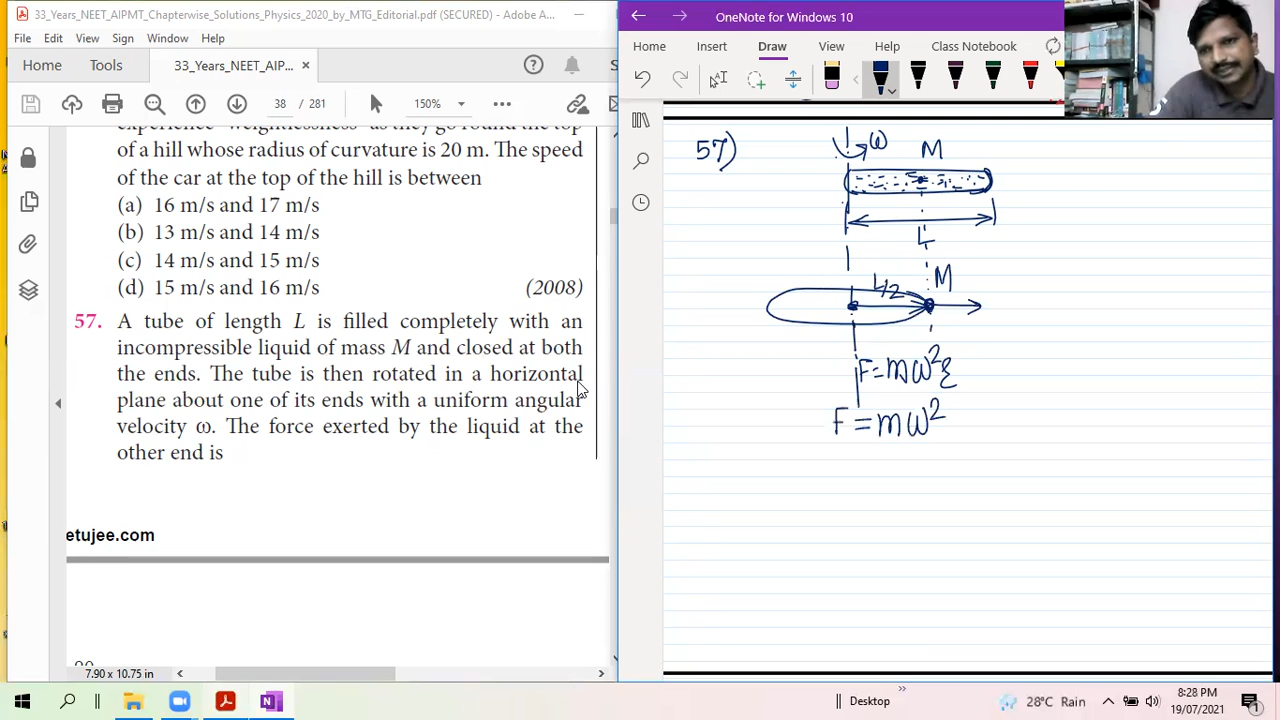 33_Years_NEET_AIPMT_Chapterwise_Solutions_Physics_2020_by_MTG_Editorial.pdf (SECURED) - Adobe A...
File Edit View Sign Window Help
Home Tools 33_Years_NEET_AIP... ×
38 / 281 150%
of a hill whose radius of curvature is 20 m. The speed
of the car at the top of the hill is between
(a) 16 m/s and 17 m/s
(b) 13 m/s and 14 m/s
(c) 14 m/s and 15 m/s
(d) 15 m/s and 16 m/s (2008)
57. A tube of length L is filled completely with an
incompressible liquid of mass M and closed at both
the ends. The tube is then rotated in a horizontal
plane about one of its ends with a uniform angular
velocity ω. The force exerted by the liquid at the
other end is
etujee.com
7.90 x 10.75 in
OneNote for Windows 10
Home Insert Draw View Help Class Notebook
57)
ω M
L
L/2 M
F=mω²{
F=mω²
Desktop
28°C Rain
8:28 PM
19/07/2021